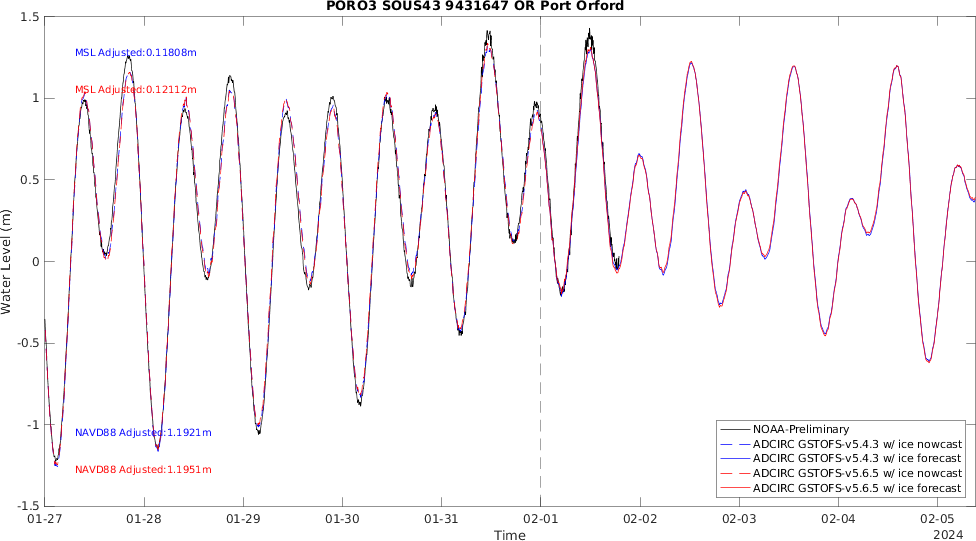 PORO3 SOUS43 9431647 OR Port Orford
1.5
MSL Adjusted:0.11808m
MSL Adjusted:0.12112m
1
0.5
Water Level (m)
0
-0.5
-1
NAVD88 Adjusted:1.1921m
NAVD88 Adjusted:1.1951m
-1.5
NOAA-Preliminary
ADCIRC GSTOFS-v5.4.3 w/ ice nowcast
ADCIRC GSTOFS-v5.4.3 w/ ice forecast
ADCIRC GSTOFS-v5.6.5 w/ ice nowcast
ADCIRC GSTOFS-v5.6.5 w/ ice forecast
01-27 01-28 01-29 01-30 01-31 02-01 02-02 02-03 02-04 02-05
Time
2024